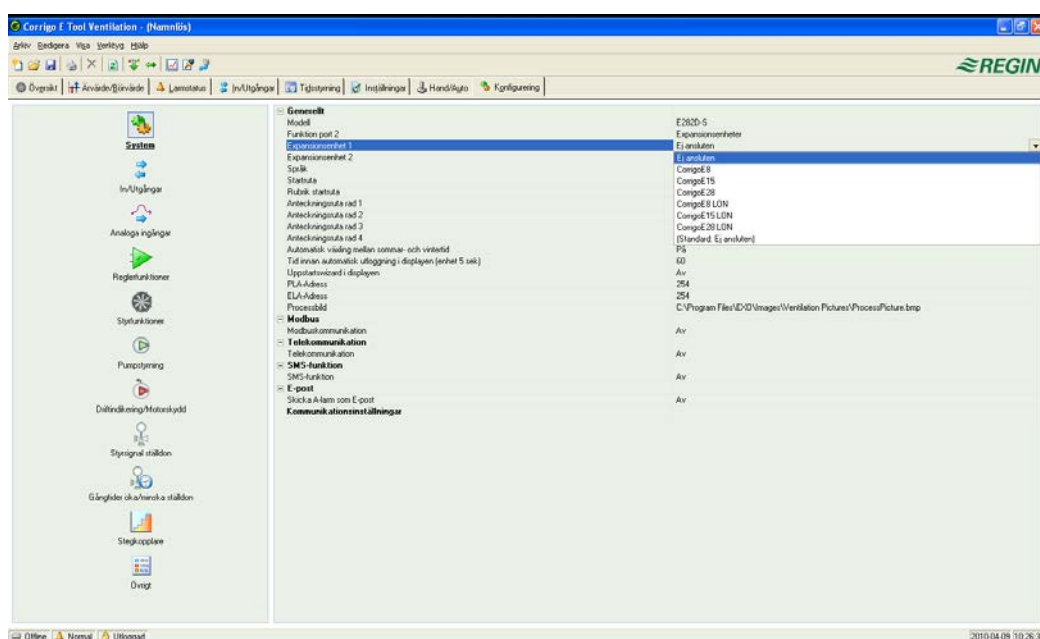 Corrigo E Tool Ventilation - (Namnlös)
Arkiv Redigera Visa Verktyg Hjälp
REGIN
Översikt Ärvärde/Börvärde Larmstatus In/Utgångar Tidsstyrning Inställningar Hand/Auto Konfigurering
System
In/Utgångar
Analoga ingångar
Reglerfunktioner
Styrfunktioner
Pumpstyrning
Driftindikering/Motorskydd
Styrsignal ställdon
Gångtider öka/minska ställdon
Stegkopplare
Övrigt
Generellt
Modell E282D-S
Funktion port 2 Expansionsenheter
Expansionsenhet 1 Ej ansluten
Expansionsenhet 2
Språk
Startruta
Rubrik startruta
Anteckningsruta rad 1
Anteckningsruta rad 2
Anteckningsruta rad 3
Anteckningsruta rad 4
Ej ansluten
CorrigoE8
CorrigoE15
CorrigoE28
CorrigoE8 LON
CorrigoE15 LON
CorrigoE28 LON
(Standard: Ej ansluten)
Automatisk växling mellan sommar- och vintertid På
Tid innan automatisk utloggning i displayen (enhet 5 sek) 60
Uppstartswizard i displayen Av
PLA-Adress 254
ELA-Adress 254
Processbild C:\Program Files\EXO\Images\Ventilation Pictures\ProcessPicture.bmp
Modbus
Modbuskommunikation Av
Telekommunikation
Telekommunikation Av
SMS-funktion
SMS-funktion Av
E-post
Skicka A-larm som E-post Av
Kommunikationsinställningar
Offline Normal Utloggad
2010-04-09 10:26:3